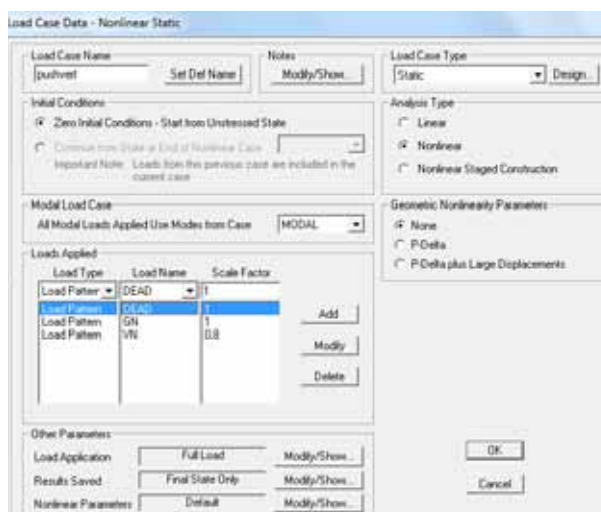 Load Case Data - Nonlinear Static
Load Case Name
pushvert
Set Def Name
Notes
Modify/Show...
Load Case Type
Static
Design...
Initial Conditions
Zero Initial Conditions - Start from Unstressed State
Continue from State at End of Nonlinear Case
Important Note: Loads from this previous case are included in the
current case
Analysis Type
Linear
Nonlinear
Nonlinear Staged Construction
Modal Load Case
All Modal Loads Applied Use Modes from Case
MODAL
Geometric Nonlinearity Parameters
None
P-Delta
P-Delta plus Large Displacements
Loads Applied
Load Type Load Name Scale Factor
Load Patter DEAD 1
Load Pattern DEAD 1
Load Pattern GN 1
Load Pattern VN 0.8
Add
Modify
Delete
Other Parameters
Load Application Full Load Modify/Show...
Results Saved Final State Only Modify/Show...
Nonlinear Parameters Default Modify/Show...
OK
Cancel